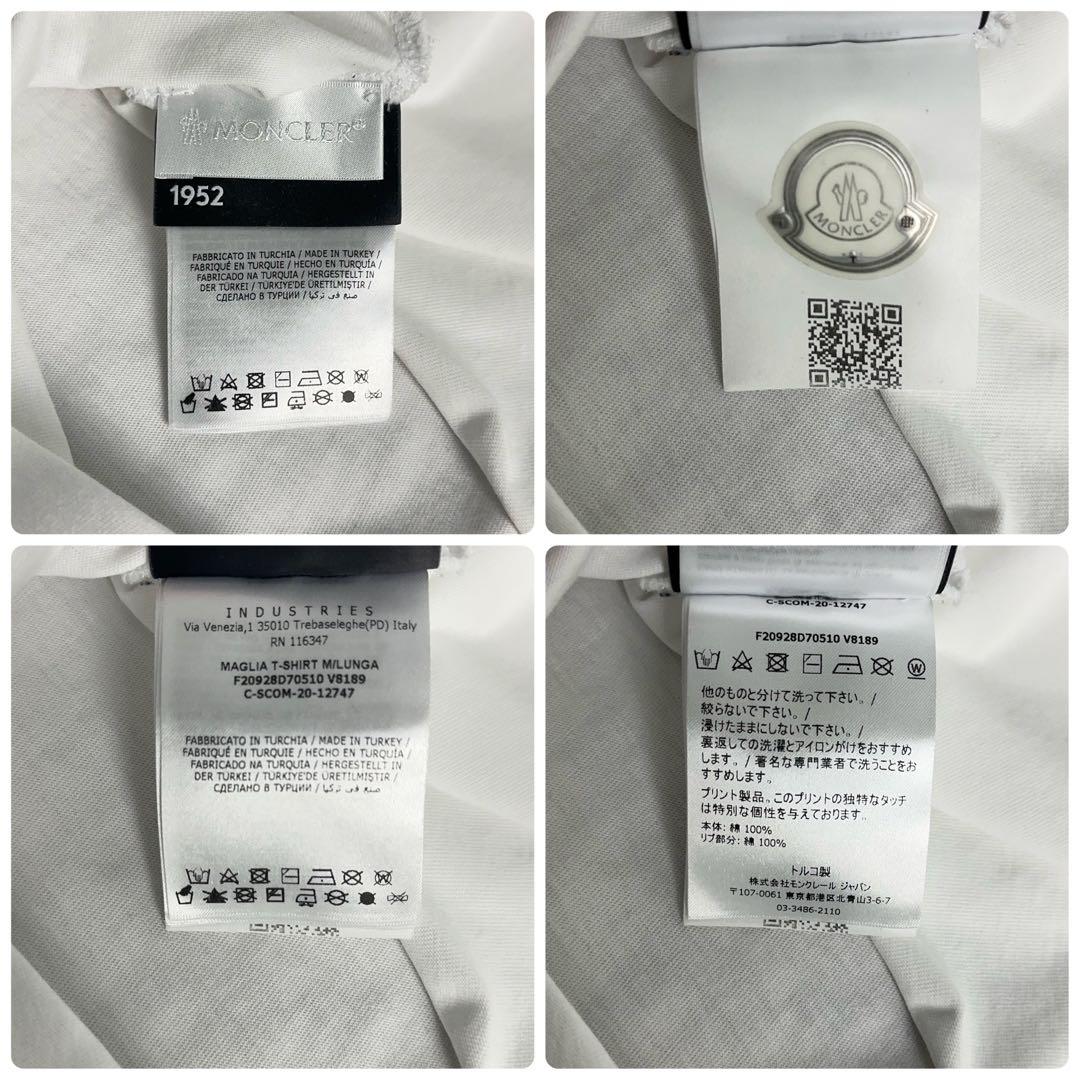 MONCLER
1952
FABBRICATO IN TURCHIA / MADE IN TURKEY /
FABRIQUÉ EN TURQUIE / HECHO EN TURQUÍA /
FABRICADO NA TURQUIA / HERGESTELLT IN
DER TÜRKEI / TÜRKIYE'DE ÜRETILMIŞTIR /
СДЕЛАНО В ТУРЦИИ / صنع في تركيا
MONCLER
INDUSTRIES
Via Venezia,1 35010 Trebaseleghe(PD) Italy
RN 116347
MAGLIA T-SHIRT M/LUNGA
F20928D70510 V8189
C-SCOM-20-12747
FABBRICATO IN TURCHIA / MADE IN TURKEY /
FABRIQUÉ EN TURQUIE / HECHO EN TURQUÍA /
FABRICADO NA TURQUIA / HERGESTELLT IN
DER TÜRKEI / TÜRKIYE'DE ÜRETILMIŞTIR /
СДЕЛАНО В ТУРЦИИ / صنع في تركيا
C-SCOM-20-12747
F20928D70510 V8189
他のものと分けて洗って下さい。/
絞らないで下さい。/
浸けたままにしないで下さい。/
裏返しての洗濯とアイロンがけをおすすめ
します。/ 著名な専門業者で洗うことをお
すすめします。
プリント製品。このプリントの独特なタッチ
は特別な個性を与えております。
本体: 綿 100%
リブ部分: 綿 100%
トルコ製
株式会社モンクレール ジャパン
〒107-0061 東京都港区北青山3-6-7
03-3486-2110